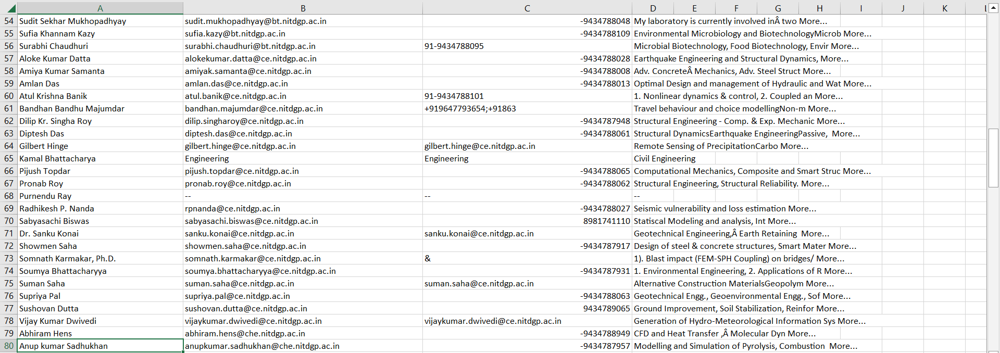 A B C D E F G H I J K L
54 Sudit Sekhar Mukhopadhyay sudit.mukhopadhyay@bt.nitdgp.ac.in -9434788048 My laboratory is currently involved inÂ two More...
55 Sufia Khannam Kazy sufia.kazy@bt.nitdgp.ac.in -9434788109 Environmental Microbiology and BiotechnologyMicrob More...
56 Surabhi Chaudhuri surabhi.chaudhuri@bt.nitdgp.ac.in 91-9434788095 Microbial Biotechnology, Food Biotechnology, Envir More...
57 Aloke Kumar Datta alokekumar.datta@ce.nitdgp.ac.in -9434788028 Earthquake Engineering and Structural Dynamics, More...
58 Amiya Kumar Samanta amiyak.samanta@ce.nitdgp.ac.in -9434788008 Adv. ConcreteÂ Mechanics, Adv. Steel Struct More...
59 Amlan Das amlan.das@ce.nitdgp.ac.in -9434788013 Optimal Design and management of Hydraulic and Wat More...
60 Atul Krishna Banik atul.banik@ce.nitdgp.ac.in 91-9434788101 1. Nonlinear dynamics & control, 2. Coupled an More...
61 Bandhan Bandhu Majumdar bandhan.majumdar@ce.nitdgp.ac.in +919647793654;+91863 Travel behaviour and choice modellingNon-m More...
62 Dilip Kr. Singha Roy dilip.singharoy@ce.nitdgp.ac.in -9434787948 Structural Engineering - Comp. & Exp. Mechanic More...
63 Diptesh Das diptesh.das@ce.nitdgp.ac.in -9434788061 Structural DynamicsEarthquake EngineeringPassive, More...
64 Gilbert Hinge gilbert.hinge@ce.nitdgp.ac.in gilbert.hinge@ce.nitdgp.ac.in Remote Sensing of PrecipitationCarbo More...
65 Kamal Bhattacharya Engineering Engineering Civil Engineering
66 Pijush Topdar pijush.topdar@ce.nitdgp.ac.in -9434788065 Computational Mechanics, Composite and Smart Struc More...
67 Pronab Roy pronab.roy@ce.nitdgp.ac.in -9434788062 Structural Engineering, Structural Reliability. More...
68 Purnendu Ray -- -- --
69 Radhikesh P. Nanda rpnanda@ce.nitdgp.ac.in -9434788027 Seismic vulnerability and loss estimation More...
70 Sabyasachi Biswas sabyasachi.biswas@ce.nitdgp.ac.in 8981741110 Statiscal Modeling and analysis, Int More...
71 Dr. Sanku Konai sanku.konai@ce.nitdgp.ac.in sanku.konai@ce.nitdgp.ac.in Geotechnical Engineering,Â Earth Retaining More...
72 Showmen Saha showmen.saha@ce.nitdgp.ac.in -9434787917 Design of steel & concrete structures, Smart Mater More...
73 Somnath Karmakar, Ph.D. somnath.karmakar@ce.nitdgp.ac.in & 1). Blast impact (FEM-SPH Coupling) on bridges/ More...
74 Soumya Bhattacharyya soumya.bhattacharyya@ce.nitdgp.ac.in -9434787931 1. Environmental Engineering, 2. Applications of R More...
75 Suman Saha suman.saha@ce.nitdgp.ac.in suman.saha@ce.nitdgp.ac.in Alternative Construction MaterialsGeopolym More...
76 Supriya Pal supriya.pal@ce.nitdgp.ac.in -9434788063 Geotechnical Engg., Geoenvironmental Engg., Sof More...
77 Sushovan Dutta sushovan.dutta@ce.nitdgp.ac.in 9434789065 Ground Improvement, Soil Stabilization, Reinfor More...
78 Vijay Kumar Dwivedi vijaykumar.dwivedi@ce.nitdgp.ac.in vijaykumar.dwivedi@ce.nitdgp.ac.in Generation of Hydro-Meteorological Information Sys More...
79 Abhiram Hens abhiram.hens@che.nitdgp.ac.in -9434788949 CFD and Heat Transfer ,Â Molecular Dyn More...
80 Anup kumar Sadhukhan anupkumar.sadhukhan@che.nitdgp.ac.in -9434787957 Modelling and Simulation of Pyrolysis, Combustion More...